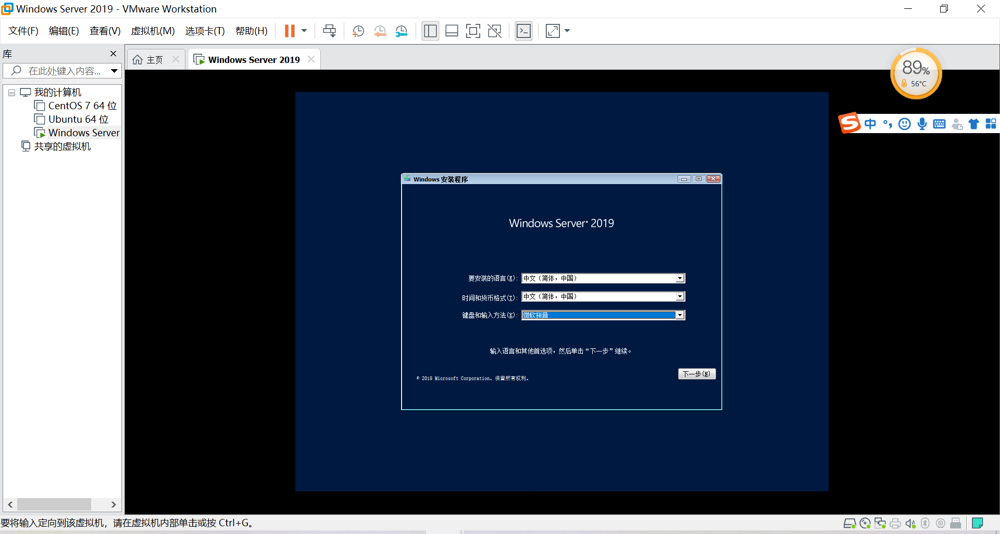 Windows Server 2019 - VMware Workstation
文件(F) 编辑(E) 查看(V) 虚拟机(M) 选项卡(T) 帮助(H)
库
主页
Windows Server 2019
在此处键入内容...
89%
56°C
我的计算机
CentOS 7 64 位
Ubuntu 64 位
Windows Server
共享的虚拟机
中
Windows 安装程序
Windows Server 2019
要安装的语言(E): 中文（简体，中国）
时间和货币格式(T): 中文（简体，中国）
键盘和输入方法(K): 微软拼音
输入语言和其他首选项，然后单击“下一步”继续。
下一步(N)
© 2018 Microsoft Corporation。保留所有权利。
要将输入定向到该虚拟机，请在虚拟机内部单击或按 Ctrl+G。